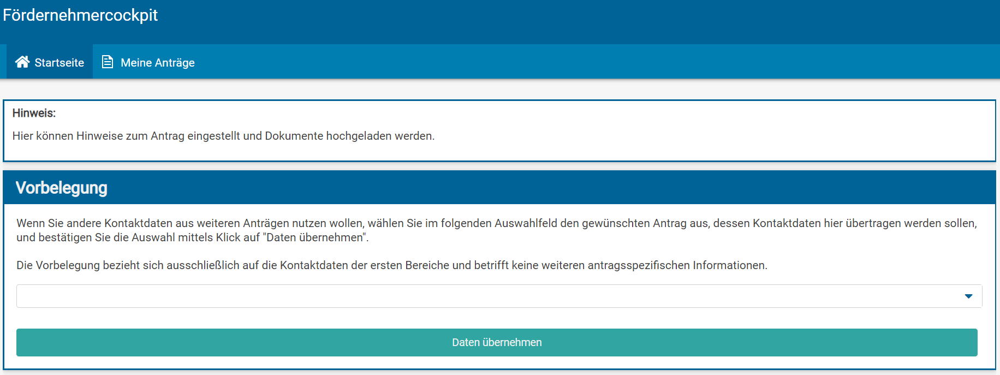 Fördernehmercockpit
Startseite
Meine Anträge
Hinweis:
Hier können Hinweise zum Antrag eingestellt und Dokumente hochgeladen werden.
Vorbelegung
Wenn Sie andere Kontaktdaten aus weiteren Anträgen nutzen wollen, wählen Sie im folgenden Auswahlfeld den gewünschten Antrag aus, dessen Kontaktdaten hier übertragen werden sollen,
und bestätigen Sie die Auswahl mittels Klick auf "Daten übernehmen".
Die Vorbelegung bezieht sich ausschließlich auf die Kontaktdaten der ersten Bereiche und betrifft keine weiteren antragsspezifischen Informationen.
Daten übernehmen